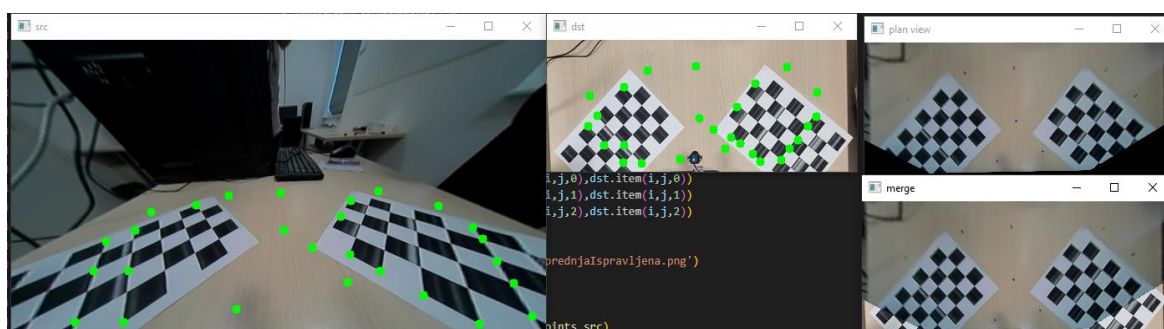 src
dst
plan view
merge
i,j,0),dst.item(i,j,0))
i,j,1),dst.item(i,j,1))
i,j,2),dst.item(i,j,2))
prednjaIspravljena.png')
points_src)